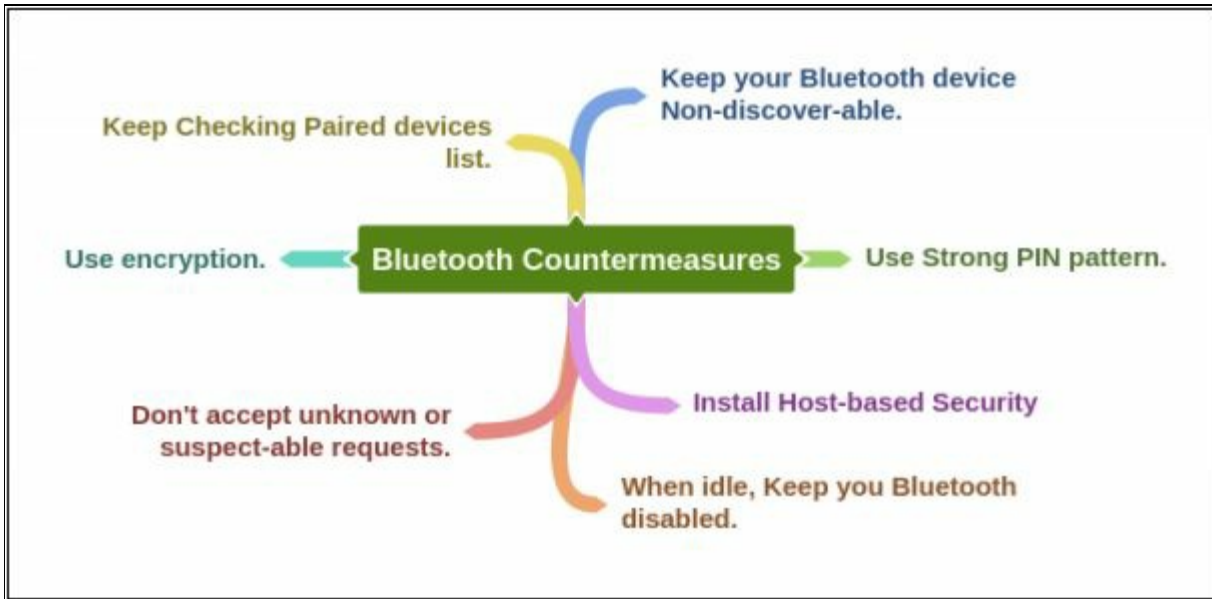 Keep your Bluetooth device
Non-discover-able.
Keep Checking Paired devices
list.
Use encryption.
Bluetooth Countermeasures
Use Strong PIN pattern.
Don't accept unknown or
suspect-able requests.
Install Host-based Security
When idle, Keep you Bluetooth
disabled.